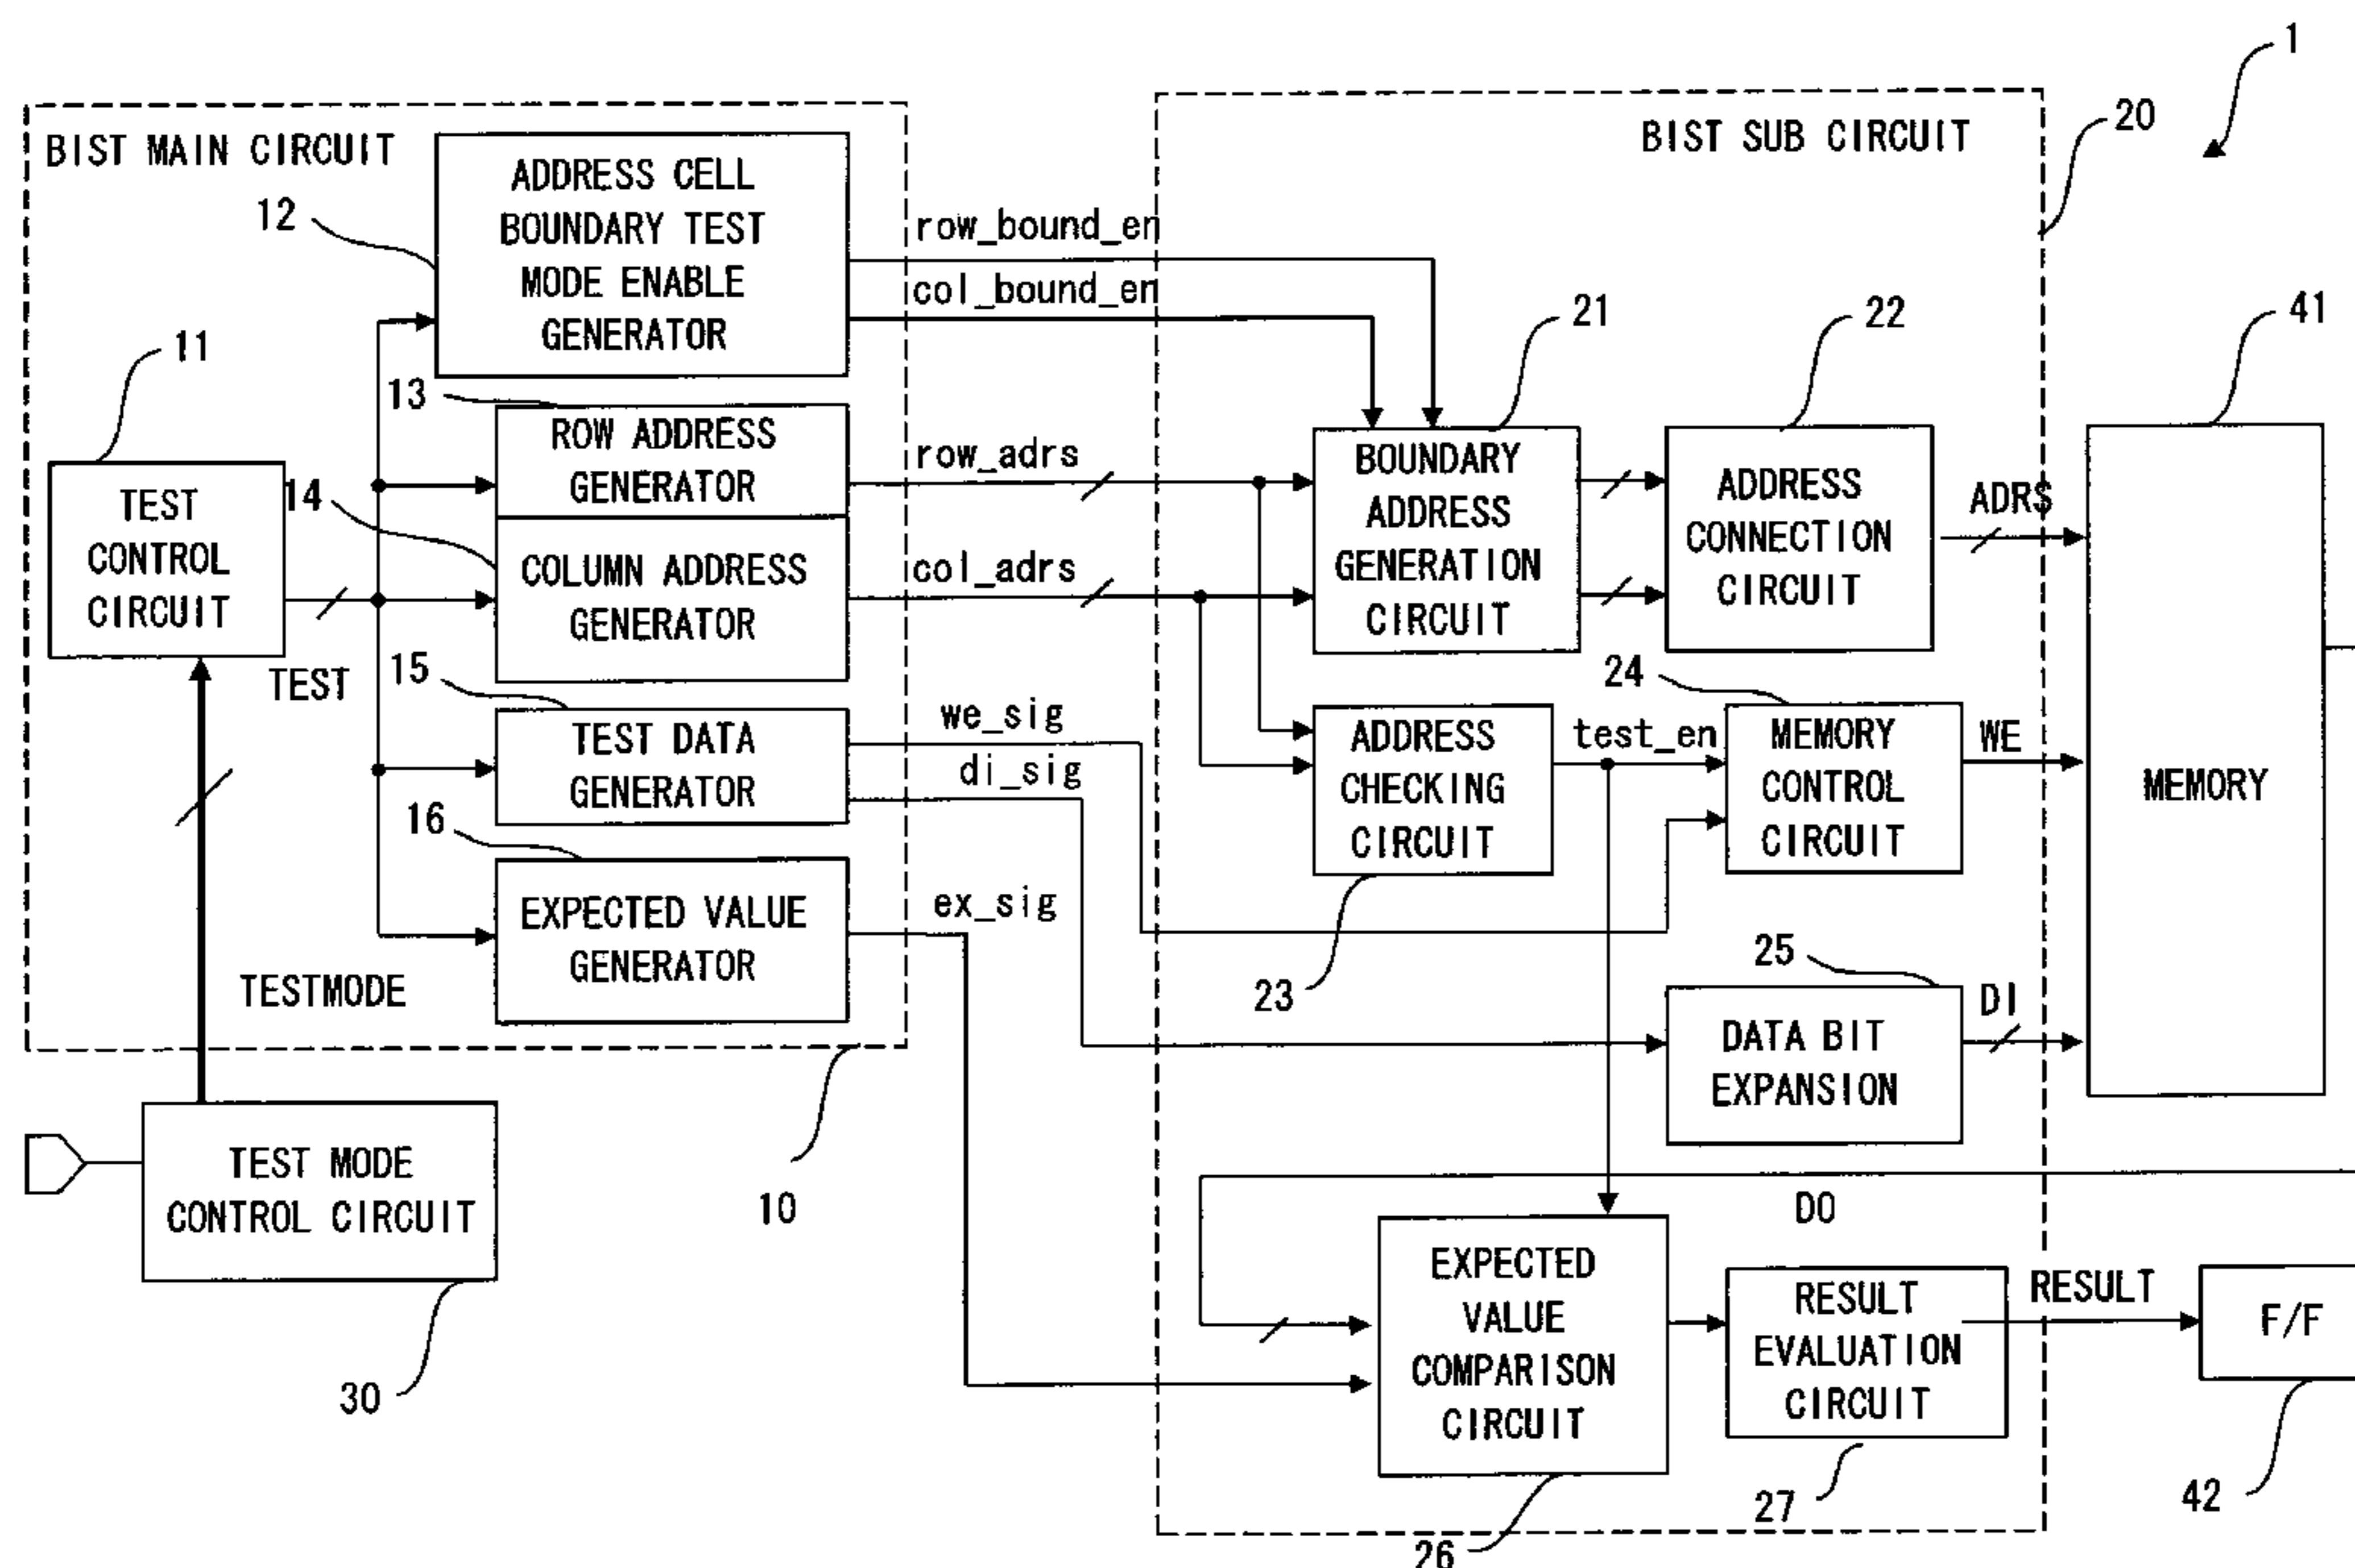 1
BIST MAIN CIRCUIT
BIST SUB CIRCUIT
20
12
ADDRESS CELL
BOUNDARY TEST
MODE ENABLE
GENERATOR
row_bound_en
col_bound_en
11
21
22
41
13
ROW ADDRESS
GENERATOR
row_adrs
14
COLUMN ADDRESS
GENERATOR
col_adrs
TEST
CONTROL
CIRCUIT
TEST
BOUNDARY
ADDRESS
GENERATION
CIRCUIT
ADDRESS
CONNECTION
CIRCUIT
ADRS
MEMORY
15
TEST DATA
GENERATOR
we_sig
di_sig
ADDRESS
CHECKING
CIRCUIT
23
test_en
24
MEMORY
CONTROL
CIRCUIT
WE
16
EXPECTED VALUE
GENERATOR
ex_sig
TESTMODE
25
DATA BIT
EXPANSION
DI
TEST MODE
CONTROL CIRCUIT
30
10
DO
EXPECTED
VALUE
COMPARISON
CIRCUIT
26
RESULT
EVALUATION
CIRCUIT
27
RESULT
F/F
42